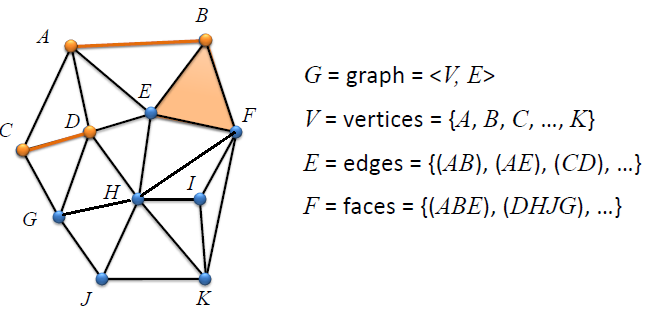 A
B
C
D
E
F
G
H
I
J
K
G = graph = <V, E>
V = vertices = {A, B, C, …, K}
E = edges = {(AB), (AE), (CD), …}
F = faces = {(ABE), (DHJG), …}